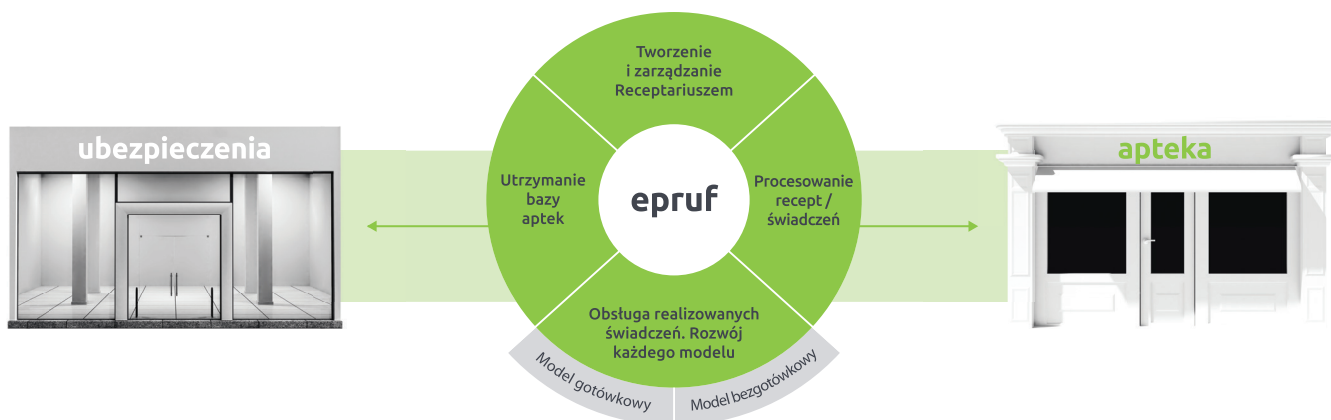 Tworzenie
i zarządzanie
Receptariuszem
ubezpieczenia
Utrzymanie
bazy
aptek
epruf
Procesowanie
recept /
świadczeń
apteka
Obsługa realizowanych
świadczeń. Rozwój
każdego modelu
Model gotówkowy
Model bezgotówkowy